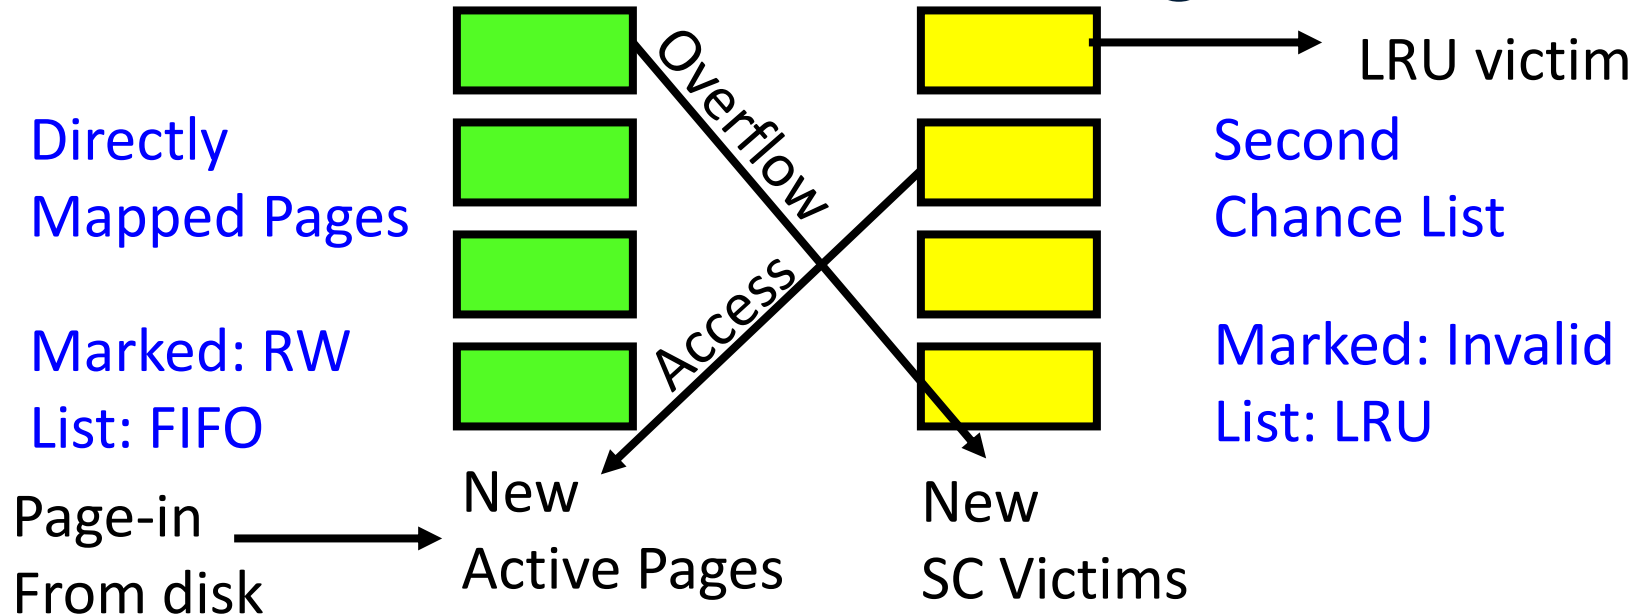 Overflow
LRU victim
Directly
Mapped Pages
Second
Chance List
Access
Marked: RW
List: FIFO
Marked: Invalid
List: LRU
Page-in
From disk
New
Active Pages
New
SC Victims